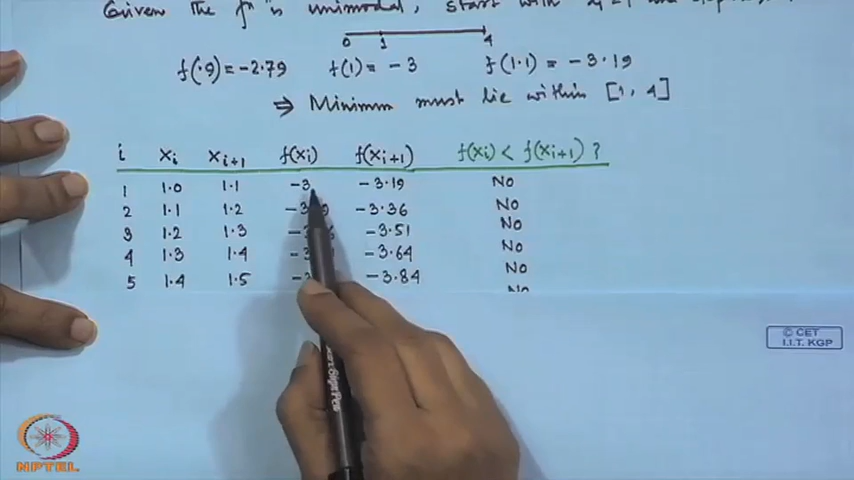 Given the fⁿ is unimodal, start with
0 1 4
f(.9) = -2.79 f(1) = -3 f(1.1) = -3.19
⇒ Minimum must lie within [1, 4]
i xi xi+1 f(xi) f(xi+1) f(xi) < f(xi+1) ?
1 1.0 1.1 -3 -3.19 No
2 1.1 1.2 -3.36 No
3 1.2 1.3 -3.51 No
4 1.3 1.4 -3.64 No
5 1.4 1.5 -3.84 No
No
© CET
I.I.T. KGP
NPTEL